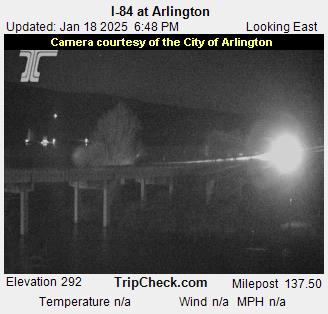 I-84 at Arlington
Updated: Jan 18 2025 6:48 PM Looking East
Camera courtesy of the City of Arlington
Elevation 292 TripCheck.com Milepost 137.50
Temperature n/a Wind n/a MPH n/a